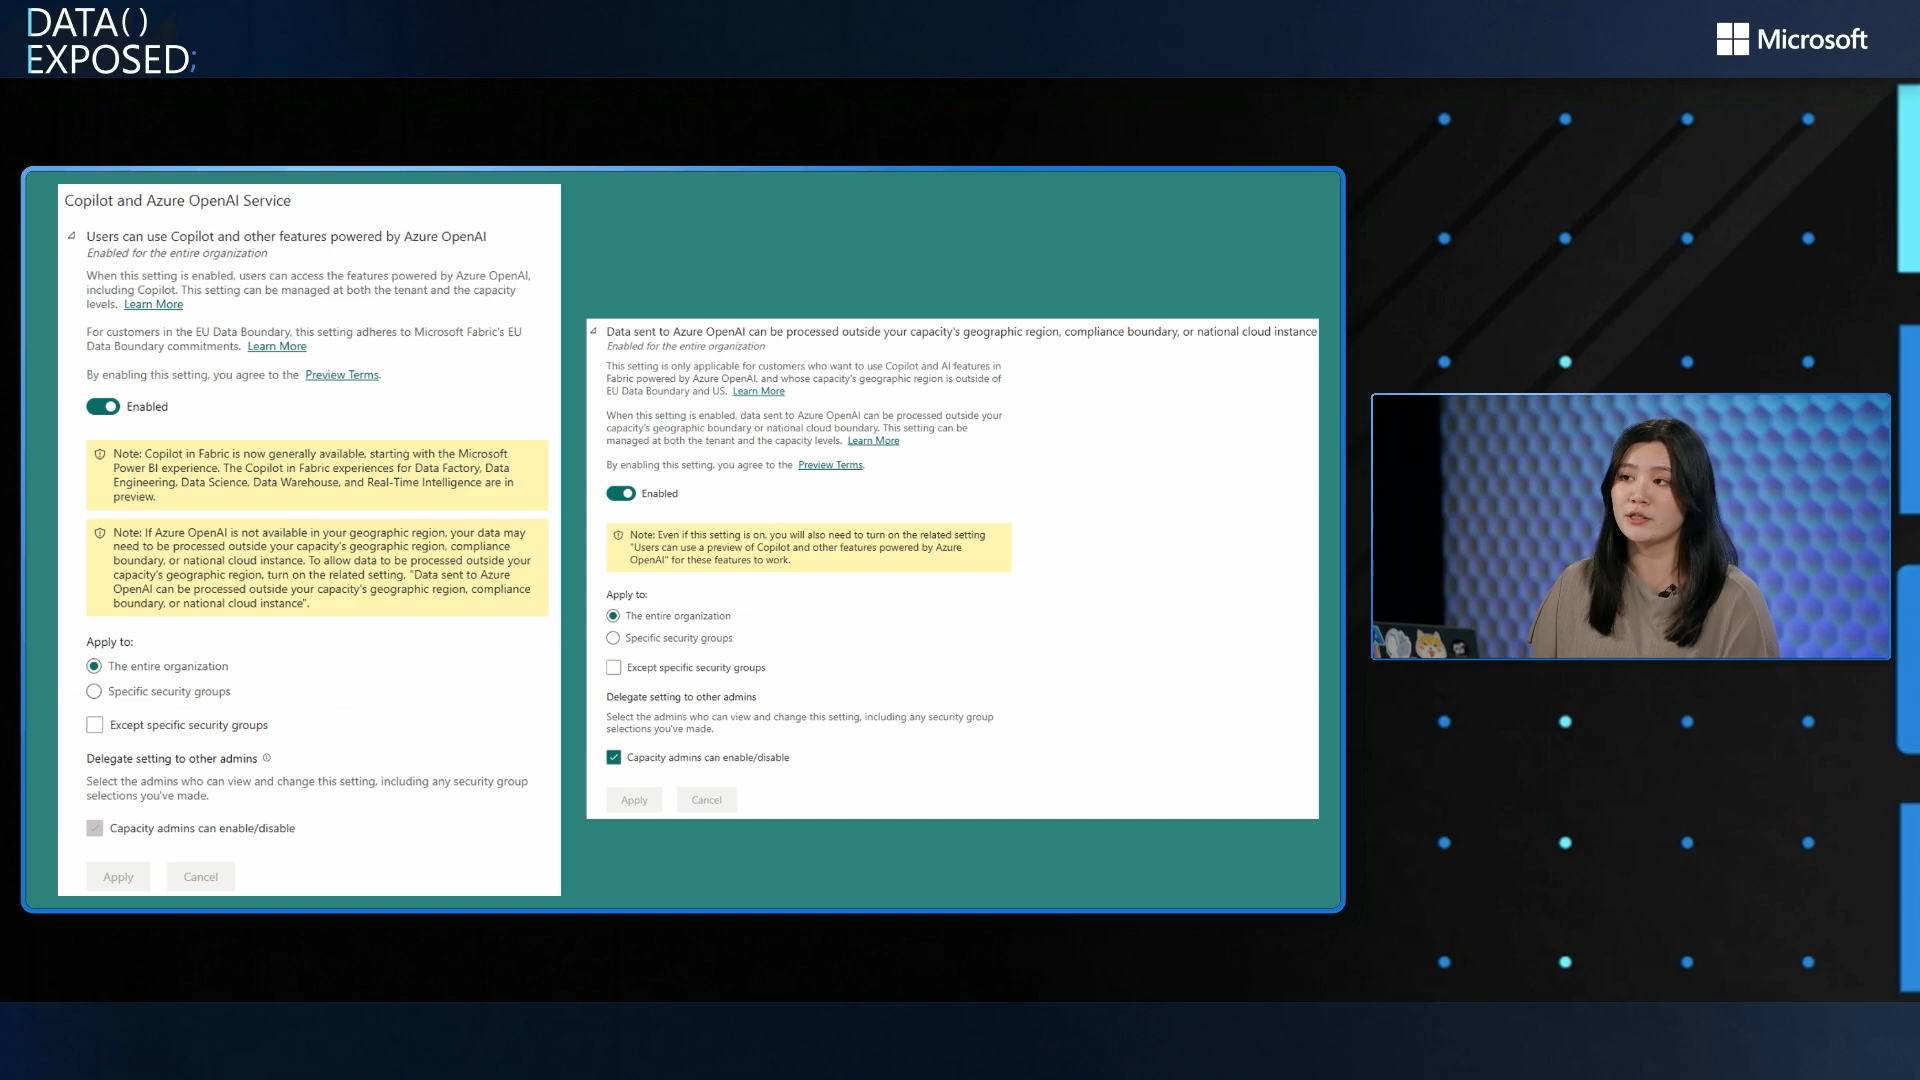 DATA()
EXPOSED;
Microsoft
Copilot and Azure OpenAI Service
Users can use Copilot and other features powered by Azure OpenAI
Enabled for the entire organization
When this setting is enabled, users can access the features powered by Azure OpenAI,
including Copilot. This setting can be managed at both the tenant and the capacity
levels. Learn More
For customers in the EU Data Boundary, this setting adheres to Microsoft Fabric's EU
Data Boundary commitments. Learn More
By enabling this setting, you agree to the Preview Terms.
Enabled
Note: Copilot in Fabric is now generally available, starting with the Microsoft
Power BI experience. The Copilot in Fabric experiences for Data Factory, Data
Engineering, Data Science, Data Warehouse, and Real-Time Intelligence are in
preview.
Note: If Azure OpenAI is not available in your geographic region, your data may
need to be processed outside your capacity's geographic region, compliance
boundary, or national cloud instance. To allow data to be processed outside your
capacity's geographic region, turn on the related setting, "Data sent to Azure
OpenAI can be processed outside your capacity's geographic region, compliance
boundary, or national cloud instance".
Apply to:
The entire organization
Specific security groups
Except specific security groups
Delegate setting to other admins
Select the admins who can view and change this setting, including any security group
selections you've made.
Capacity admins can enable/disable
Apply Cancel
Data sent to Azure OpenAI can be processed outside your capacity's geographic region, compliance boundary, or national cloud instance
Enabled for the entire organization
This setting is only applicable for customers who want to use Copilot and AI features in
Fabric powered by Azure OpenAI, and whose capacity's geographic region is outside of
EU Data Boundary and US. Learn More
When this setting is enabled, data sent to Azure OpenAI can be processed outside your
capacity's geographic boundary or national cloud boundary. This setting can be
managed at both the tenant and the capacity levels. Learn More
By enabling this setting, you agree to the Preview Terms.
Enabled
Note: Even if this setting is on, you will also need to turn on the related setting
"Users can use a preview of Copilot and other features powered by Azure
OpenAI" for these features to work.
Apply to:
The entire organization
Specific security groups
Except specific security groups
Delegate setting to other admins
Select the admins who can view and change this setting, including any security group
selections you've made.
Capacity admins can enable/disable
Apply Cancel